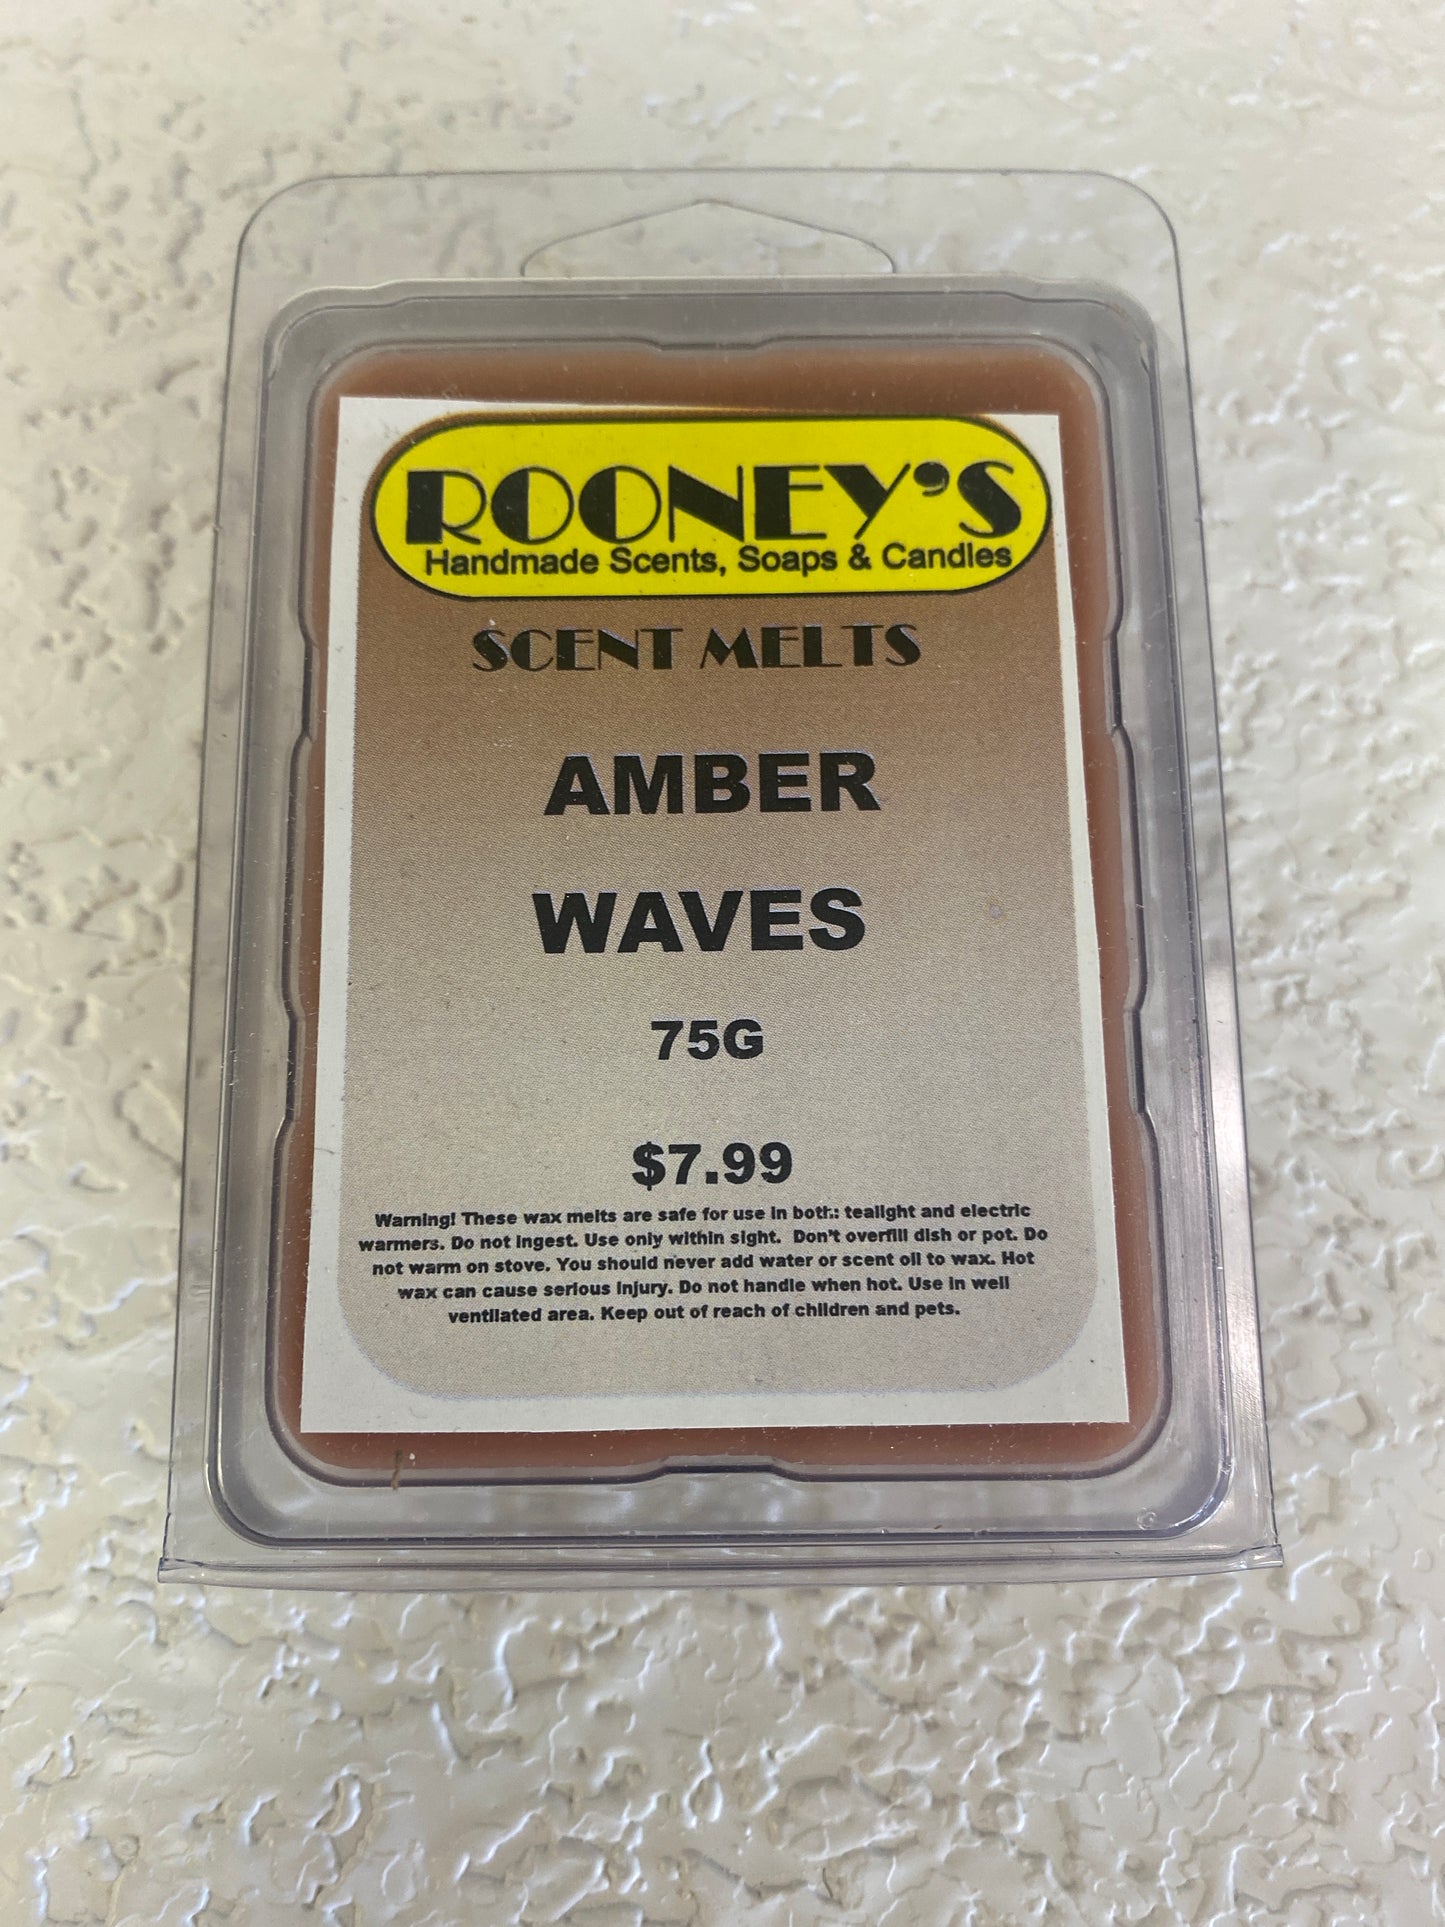 ROONEY'S
Handmade Scents, Soaps & Candles
SCENT MELTS
AMBER
WAVES
75G
$7.99
Warning! These wax melts are safe for use in both: tealight and electric
warmers. Do not ingest. Use only within sight. Don't overfill dish or pot. Do
not warm on stove. You should never add water or scent oil to wax. Hot
wax can cause serious injury. Do not handle when hot. Use in well
ventilated area. Keep out of reach of children and pets.